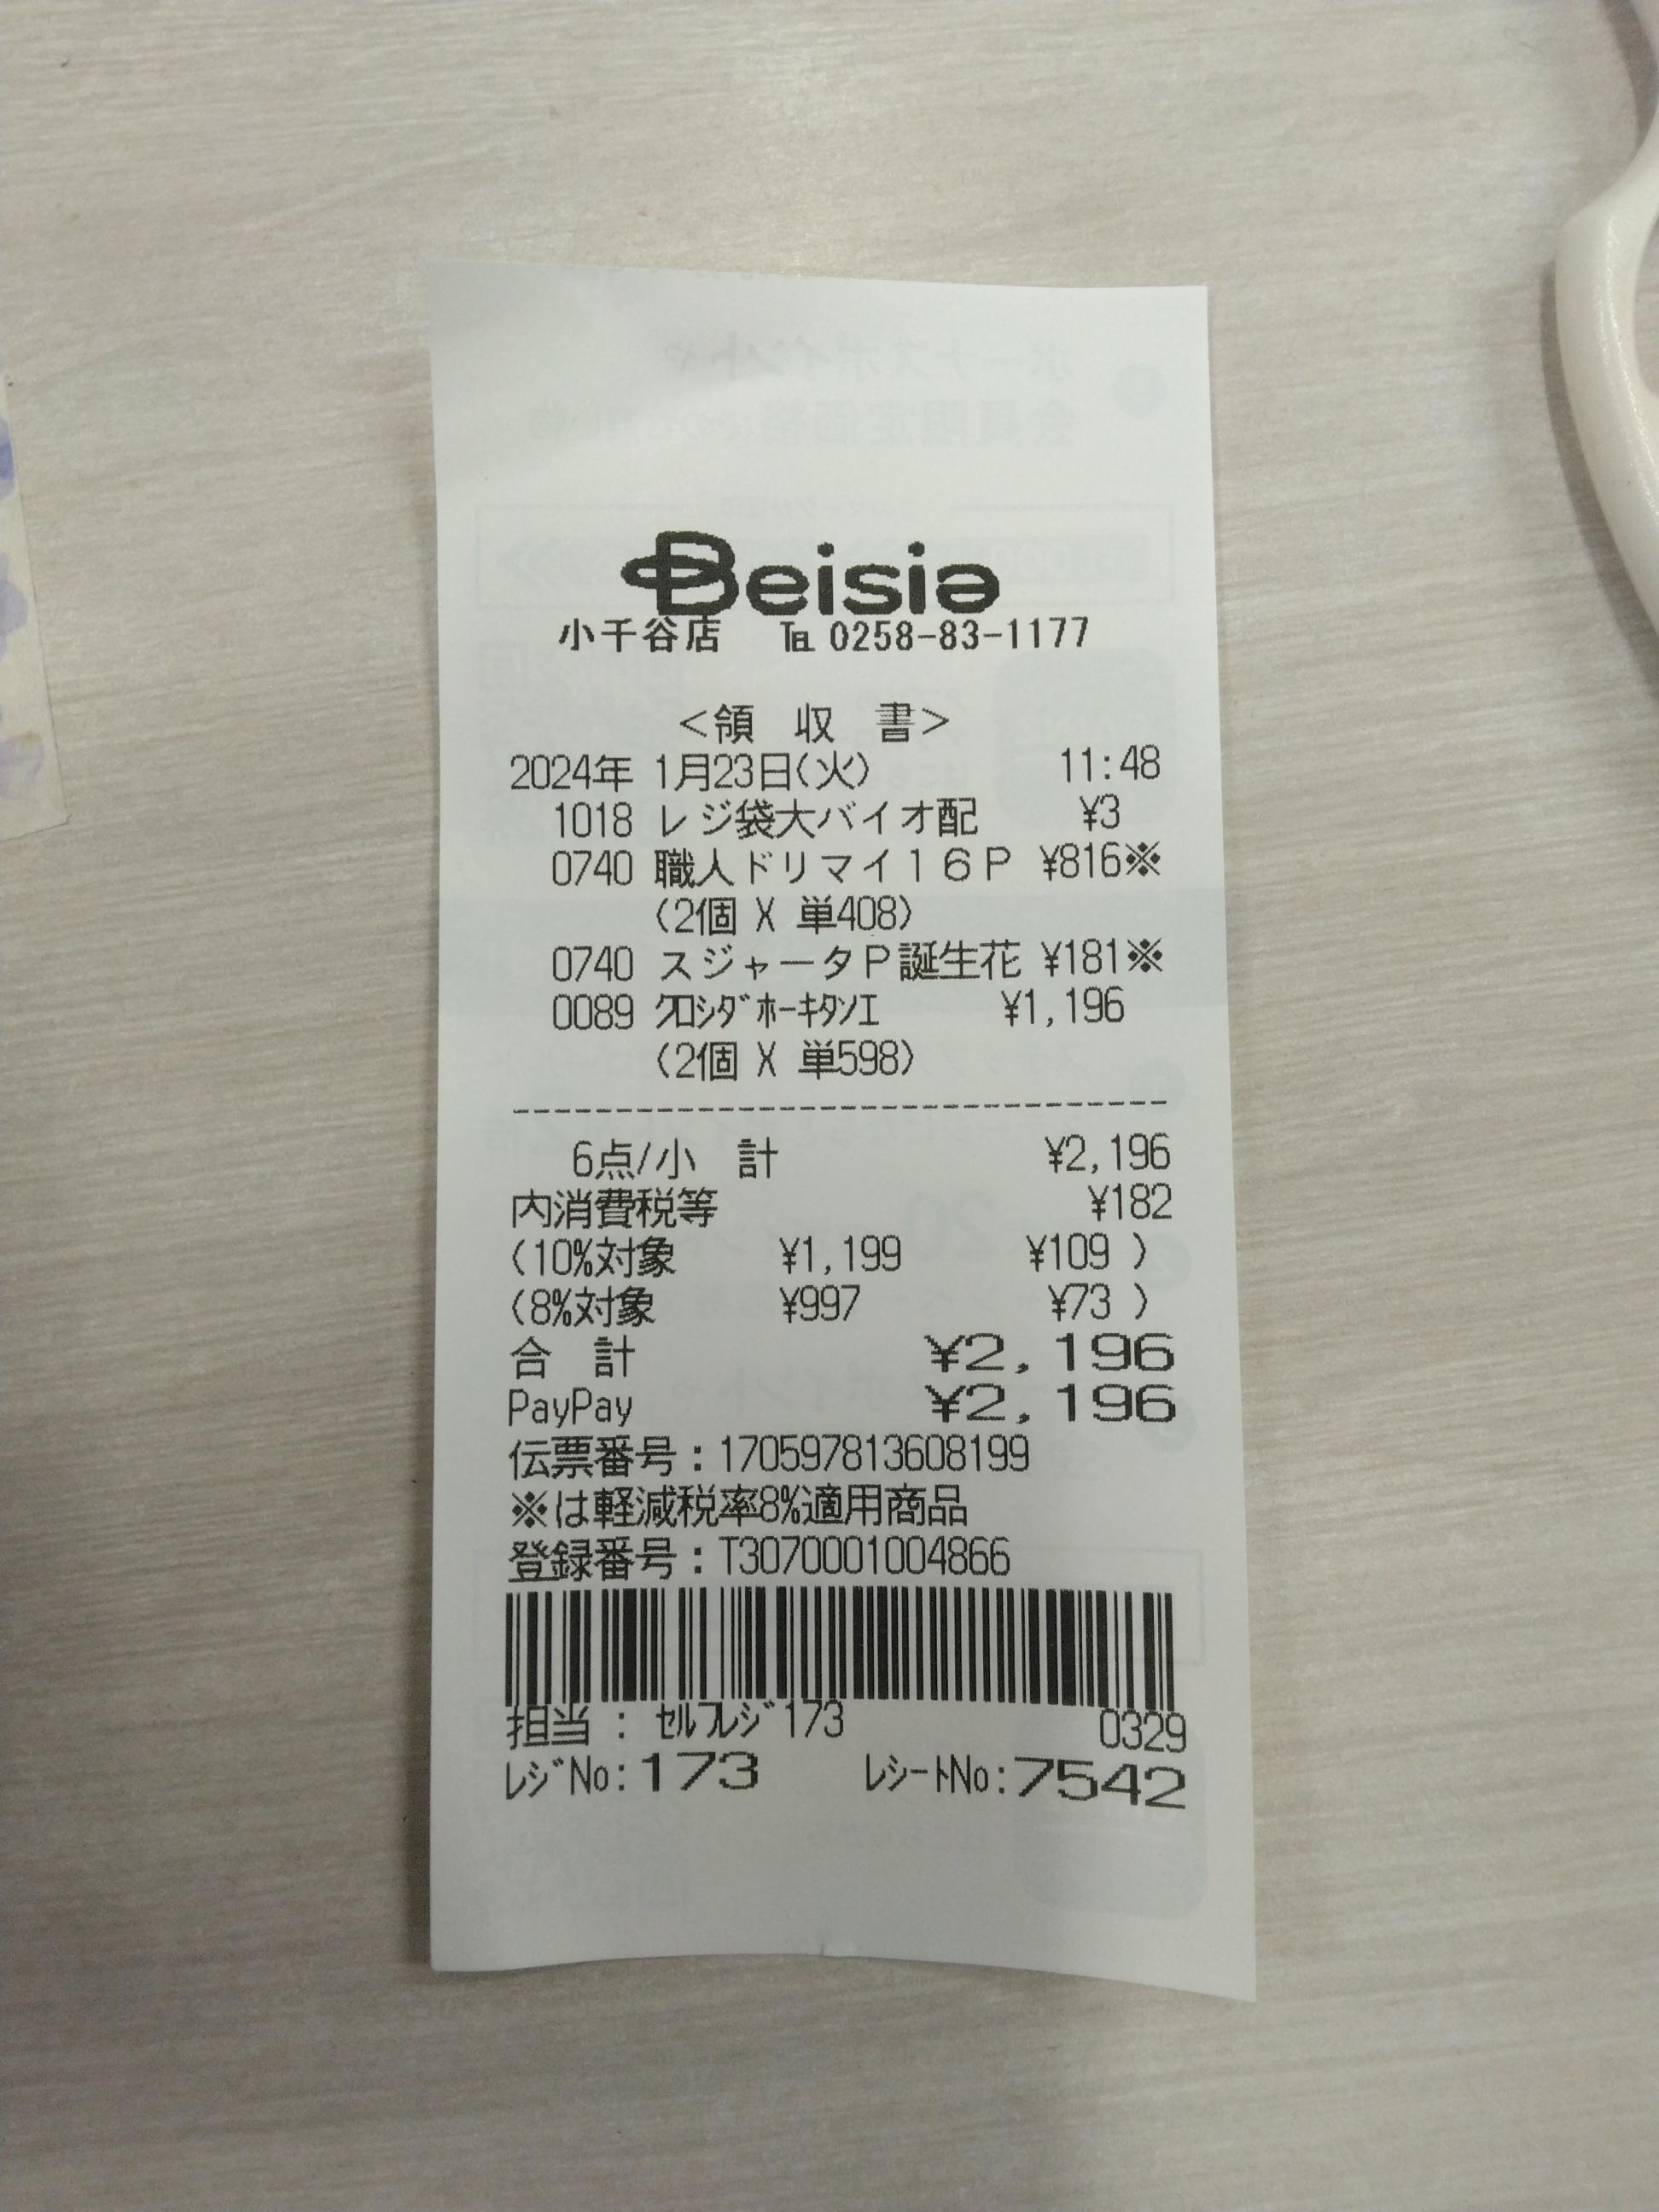 Beisia
小千谷店 ℡ 0258-83-1177
<領 収 書>
2024年 1月23日(火) 11:48
1018 レジ袋大バイオ配 ¥3
0740 職人ドリマイ16P ¥816※
(2個 X 単408)
0740 スジャータP誕生花 ¥181※
0089 ｸﾛｼﾀﾞﾎｰｷﾀﾝｴ ¥1,196
(2個 X 単598)
6点/小 計 ¥2,196
内消費税等 ¥182
(10%対象 ¥1,199 ¥109 )
(8%対象 ¥997 ¥73 )
合 計 ¥2,196
PayPay ¥2,196
伝票番号:170597813608199
※は軽減税率8%適用商品
登録番号:T3070001004866
担当 : ｾﾙﾌﾚｼﾞ173 0329
ﾚｼﾞNo:173 ﾚｼｰﾄNo:7542